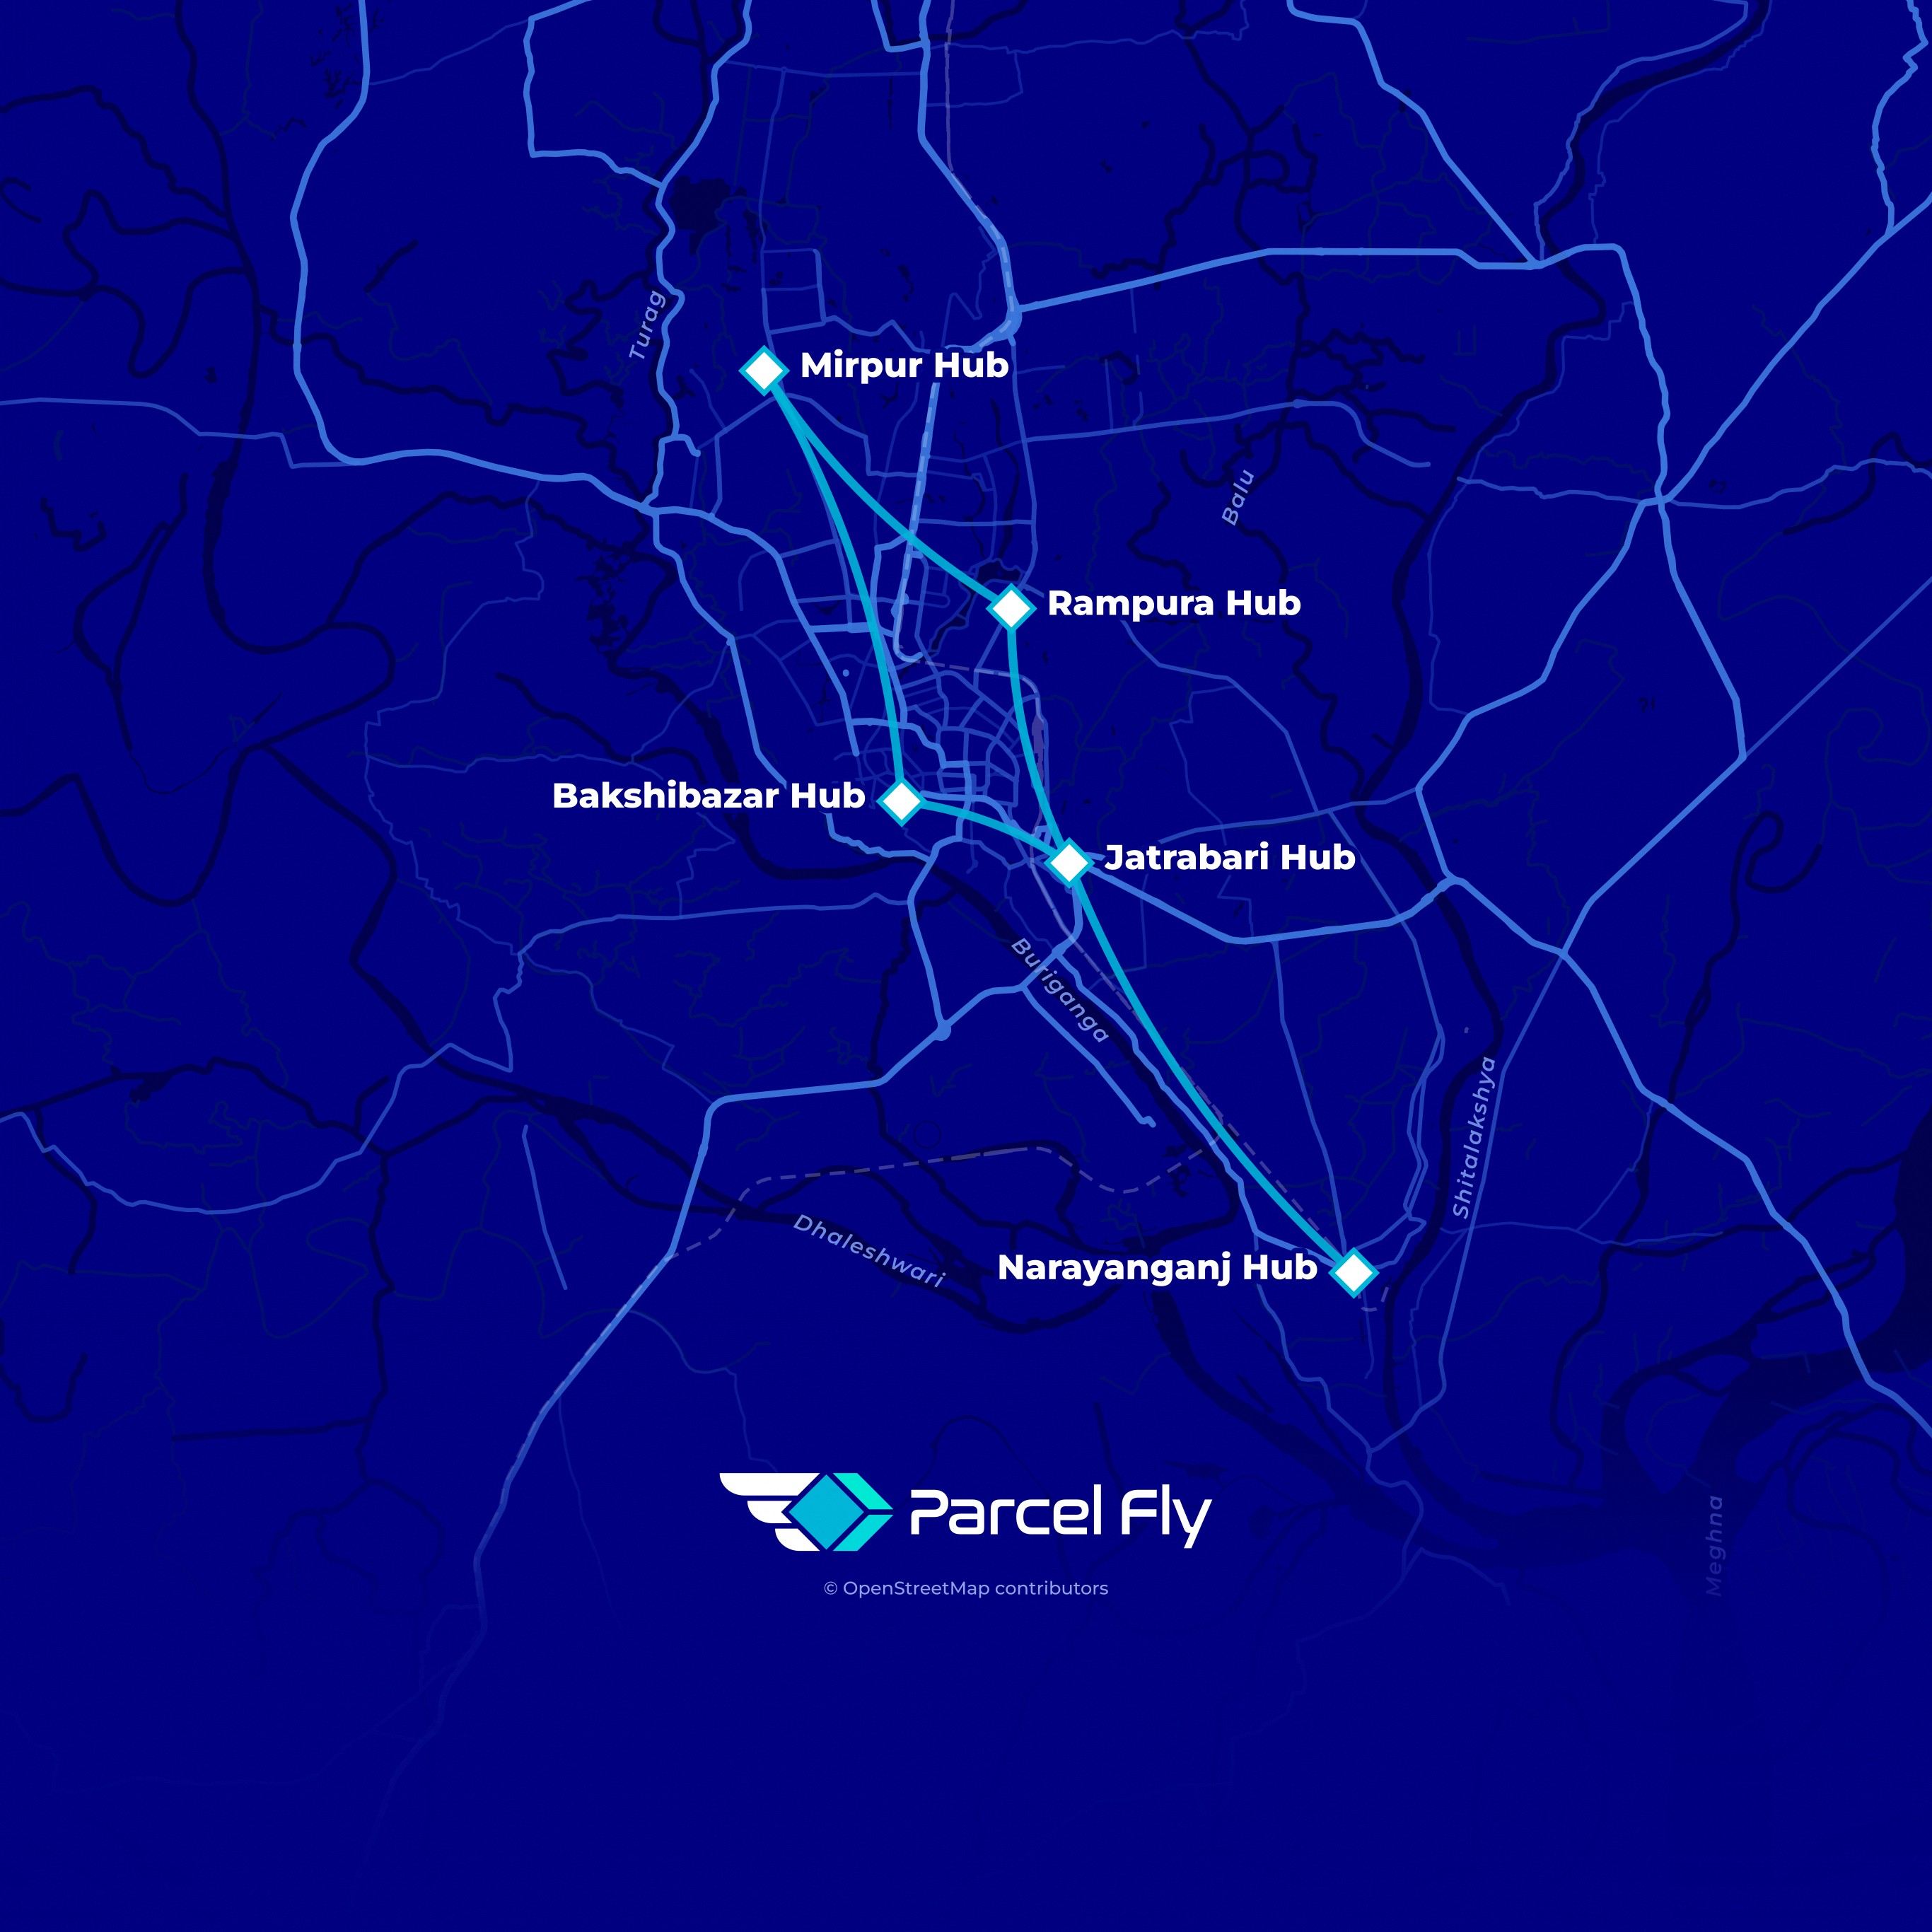 Turag
Mirpur Hub
Balu
Rampura Hub
Bakshibazar Hub
Jatrabari Hub
Buriganga
Shitalakshya
Dhaleshwari
Narayanganj Hub
Parcel Fly
Meghna
© OpenStreetMap contributors